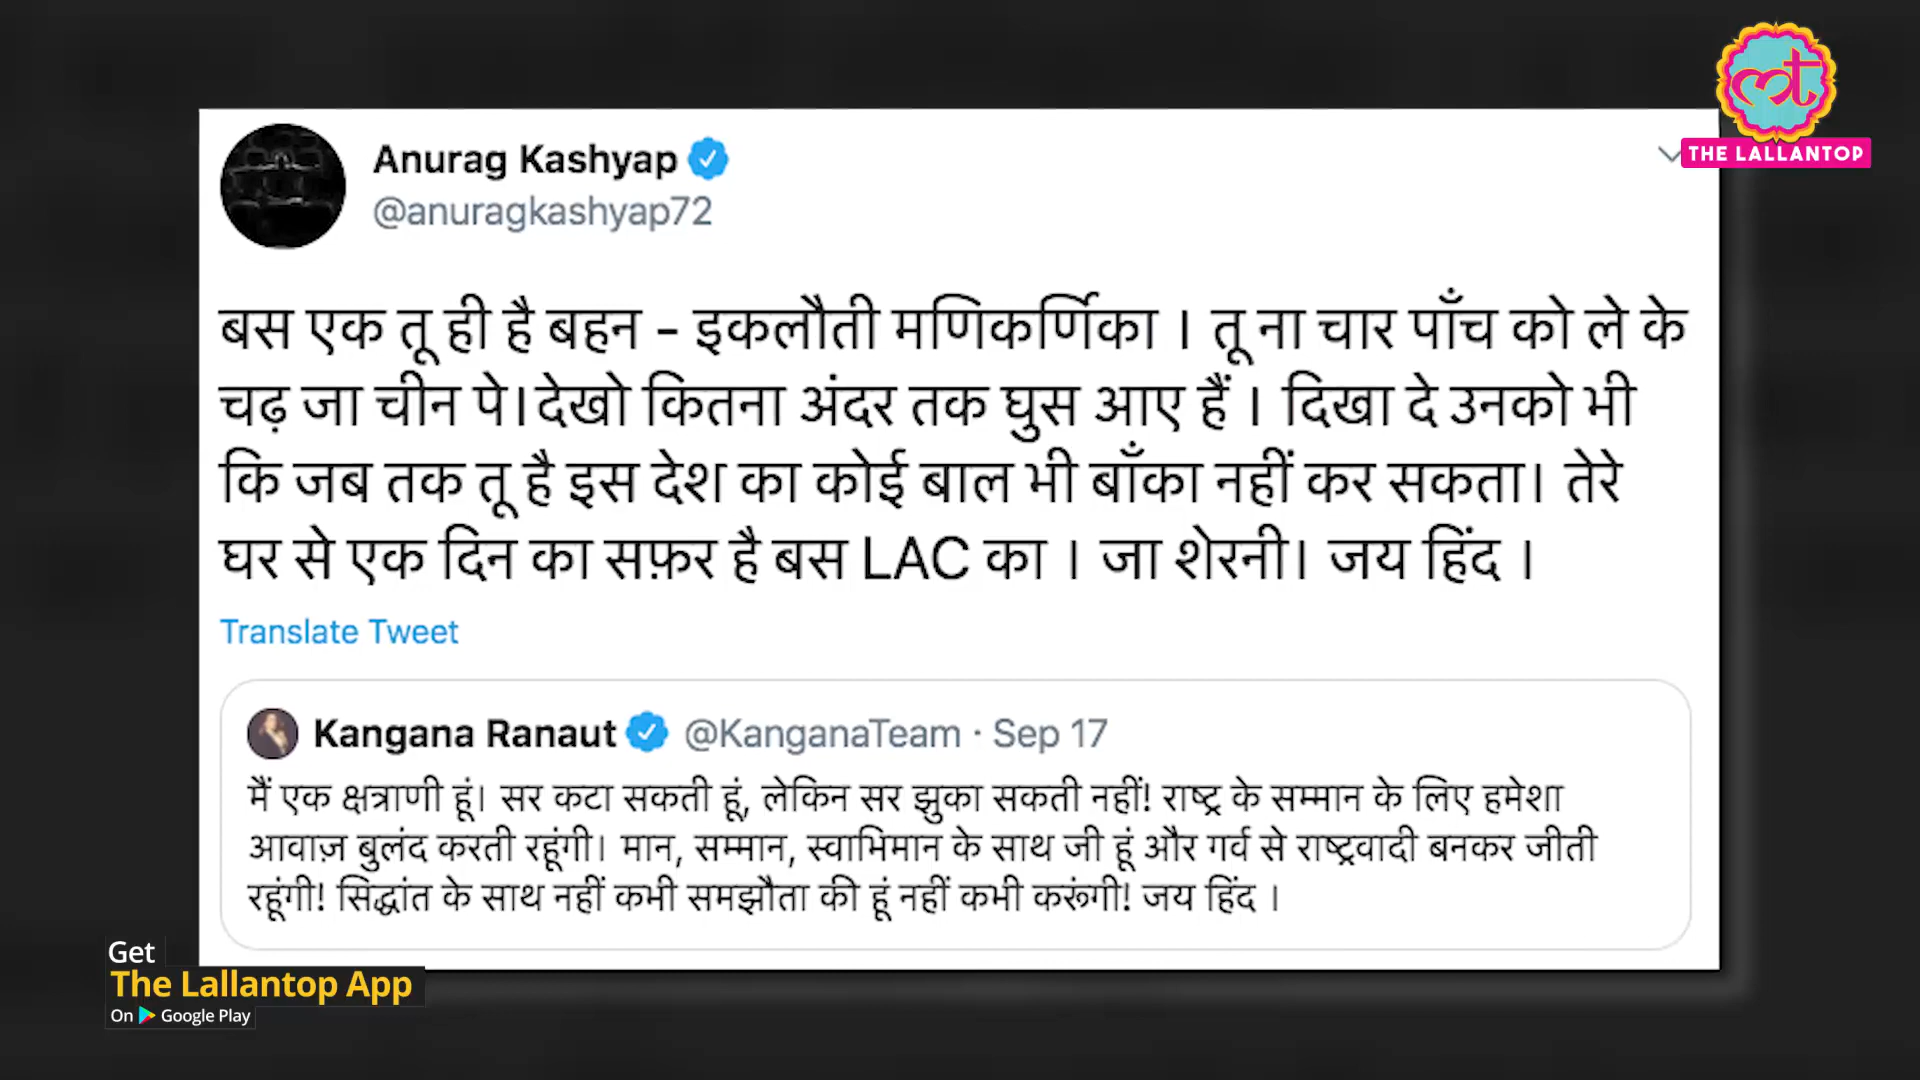 THE LALLANTOP
Anurag Kashyap
@anuragkashyap72
बस एक तू ही है बहन - इकलौती मणिकर्णिका । तू ना चार पाँच को ले के
चढ़ जा चीन पे।देखो कितना अंदर तक घुस आए हैं । दिखा दे उनको भी
कि जब तक तू है इस देश का कोई बाल भी बाँका नहीं कर सकता। तेरे
घर से एक दिन का सफ़र है बस LAC का । जा शेरनी। जय हिंद ।
Translate Tweet
Kangana Ranaut @KanganaTeam · Sep 17
मैं एक क्षत्राणी हूं। सर कटा सकती हूं, लेकिन सर झुका सकती नहीं! राष्ट्र के सम्मान के लिए हमेशा
आवाज़ बुलंद करती रहूंगी। मान, सम्मान, स्वाभिमान के साथ जी हूं और गर्व से राष्ट्रवादी बनकर जीती
रहूंगी! सिद्धांत के साथ नहीं कभी समझौता की हूं नहीं कभी करूंगी! जय हिंद ।
Get
The Lallantop App
On Google Play